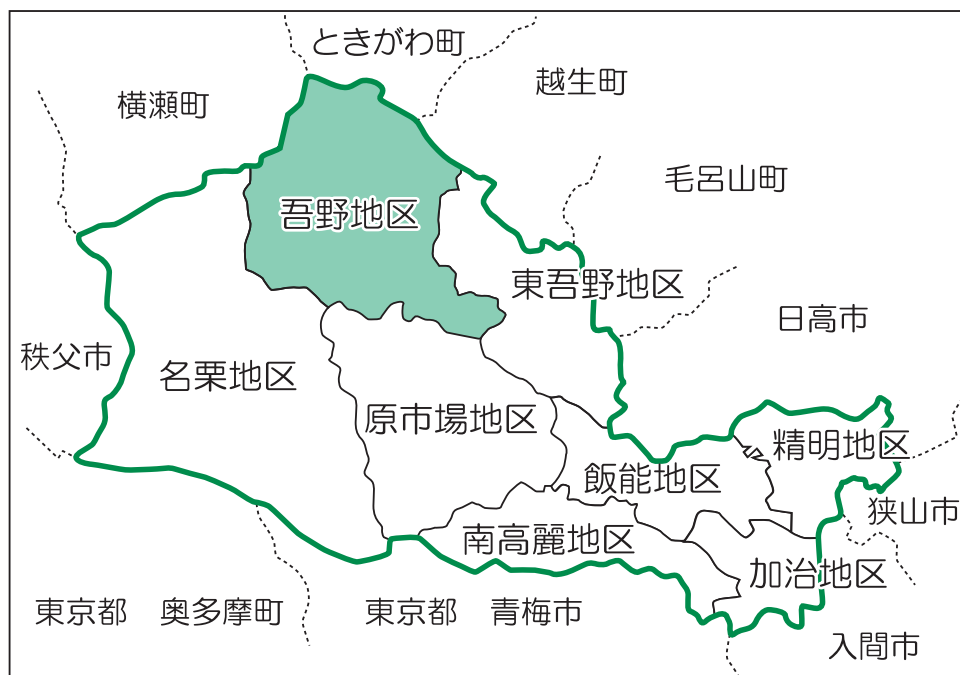 ときがわ町
越生町
横瀬町
毛呂山町
吾野地区
東吾野地区
日高市
秩父市
名栗地区
原市場地区
精明地区
飯能地区
狭山市
南高麗地区
加治地区
東京都 奥多摩町
東京都 青梅市
入間市